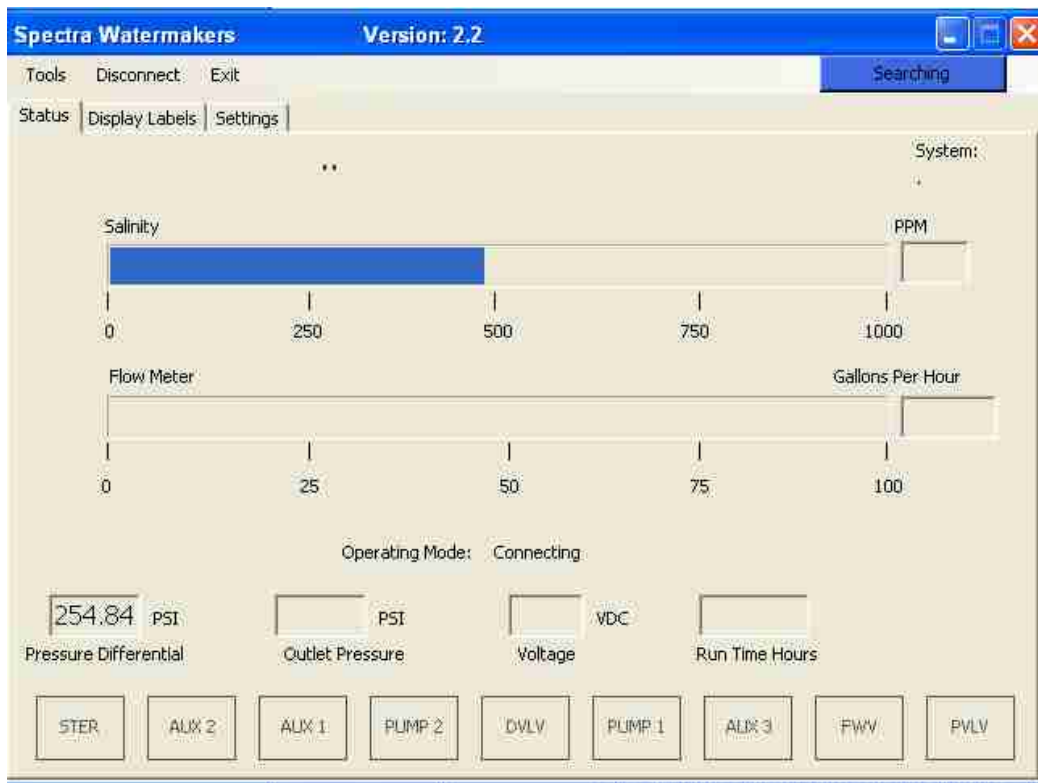 Spectra Watermakers Version: 2.2
Tools Disconnect Exit Searching
Status Display Labels Settings
System:
..
.
Salinity PPM
0 250 500 750 1000
Flow Meter Gallons Per Hour
0 25 50 75 100
Operating Mode: Connecting
254.84 PSI PSI VDC
Pressure Differential Outlet Pressure Voltage Run Time Hours
STER AUX 2 AUX 1 PUMP 2 DVLV PUMP 1 AUX 3 FWV PVLV